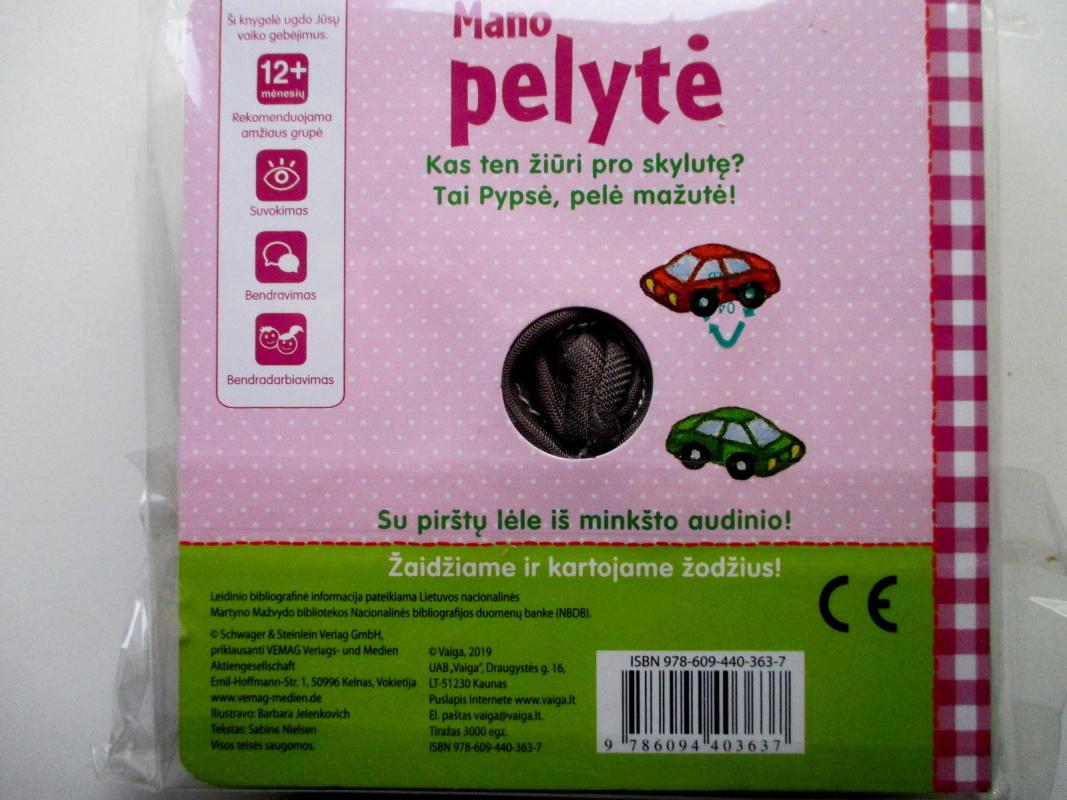 Ši knygelė ugdo Jūsų
vaiko gebėjimus:
12+
mėnesių
Rekomenduojama
amžiaus grupė
Suvokimas
Bendravimas
Bendradarbiavimas
Mano
pelytė
Kas ten žiūri pro skylutę?
Tai Pypsė, pelė mažutė!
04
Su pirštų lėle iš minkšto audinio!
Žaidžiame ir kartojame žodžius!
Leidinio bibliografinė informacija pateikiama Lietuvos nacionalinės
Martyno Mažvydo bibliotekos Nacionalinės bibliografijos duomenų banke (NBDB).
© Schwager & Steinlein Verlag GmbH,
priklausanti VEMAG Verlags- und Medien
Aktiengesellschaft
Emil-Hoffmann-Str. 1, 50996 Kelnas, Vokietija
www.vemag-medien.de
Iliustravo: Barbara Jelenkovich
Tekstas: Sabine Nielsen
Visos teisės saugomos.
© Vaiga, 2019
UAB „Vaiga", Draugystės g. 16,
LT-51230 Kaunas
Puslapis internete www.vaiga.lt
El. paštas vaiga@vaiga.lt.
Tiražas 3000 egz.
ISBN 978-609-440-363-7
CE
ISBN 978-609-440-363-7
9 786094 403637